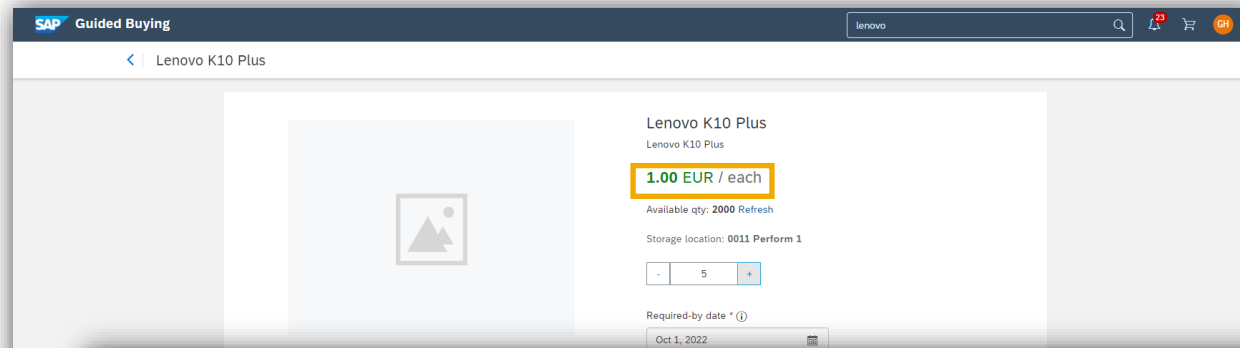 SAP Guided Buying
lenovo
23
GH
Lenovo K10 Plus
Lenovo K10 Plus
Lenovo K10 Plus
1.00 EUR / each
Available qty: 2000 Refresh
Storage location: 0011 Perform 1
- 5 +
Required-by date * i
Oct 1, 2022